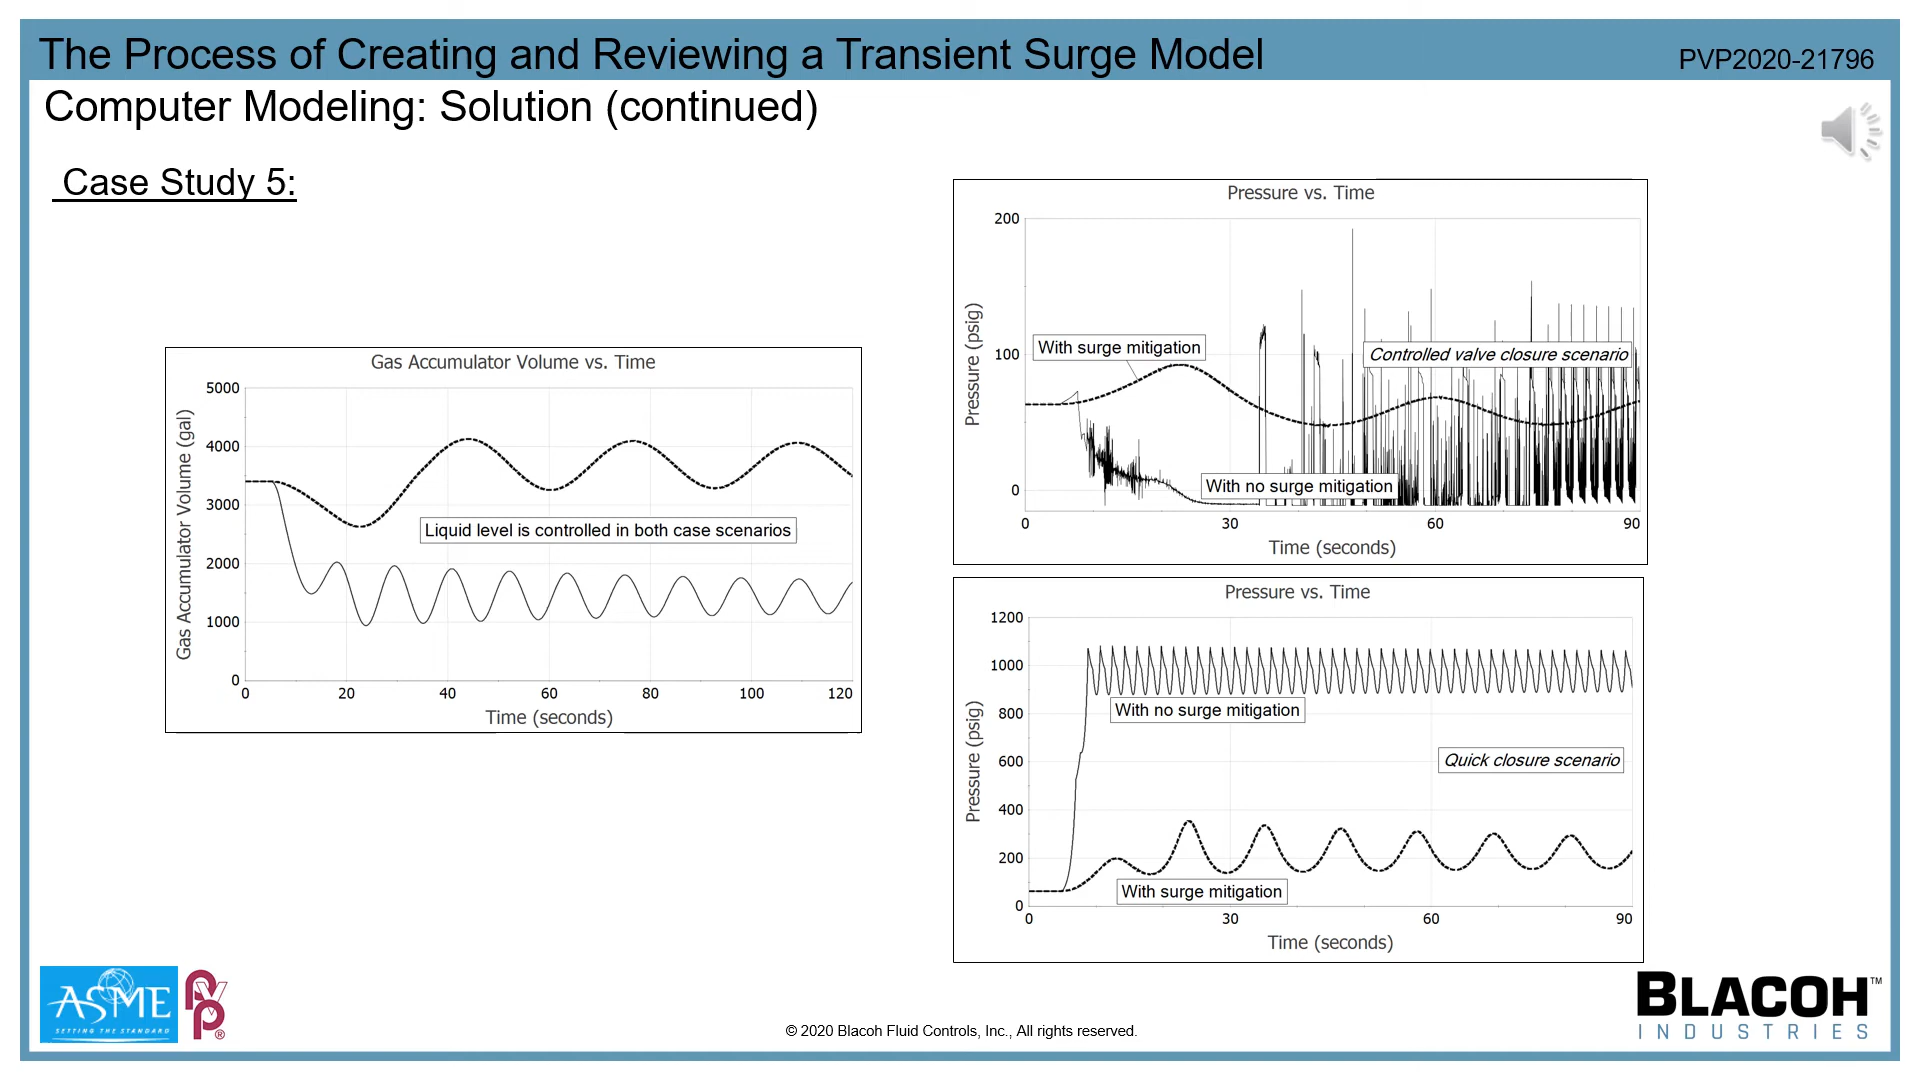 The Process of Creating and Reviewing a Transient Surge Model
PVP2020-21796
Computer Modeling: Solution (continued)
Case Study 5:
Gas Accumulator Volume vs. Time
Gas Accumulator Volume (gal)
5000
4000
3000
2000
1000
0
Liquid level is controlled in both case scenarios
0 20 40 60 80 100 120
Time (seconds)
Pressure vs. Time
Pressure (psig)
200
100
0
With surge mitigation
Controlled valve closure scenario
With no surge mitigation
0 30 60 90
Time (seconds)
Pressure vs. Time
Pressure (psig)
1200
1000
800
600
400
200
0
With no surge mitigation
Quick closure scenario
With surge mitigation
0 30 60 90
Time (seconds)
ASME
SETTING THE STANDARD
PVP®
© 2020 Blacoh Fluid Controls, Inc., All rights reserved.
BLACOH™
INDUSTRIES